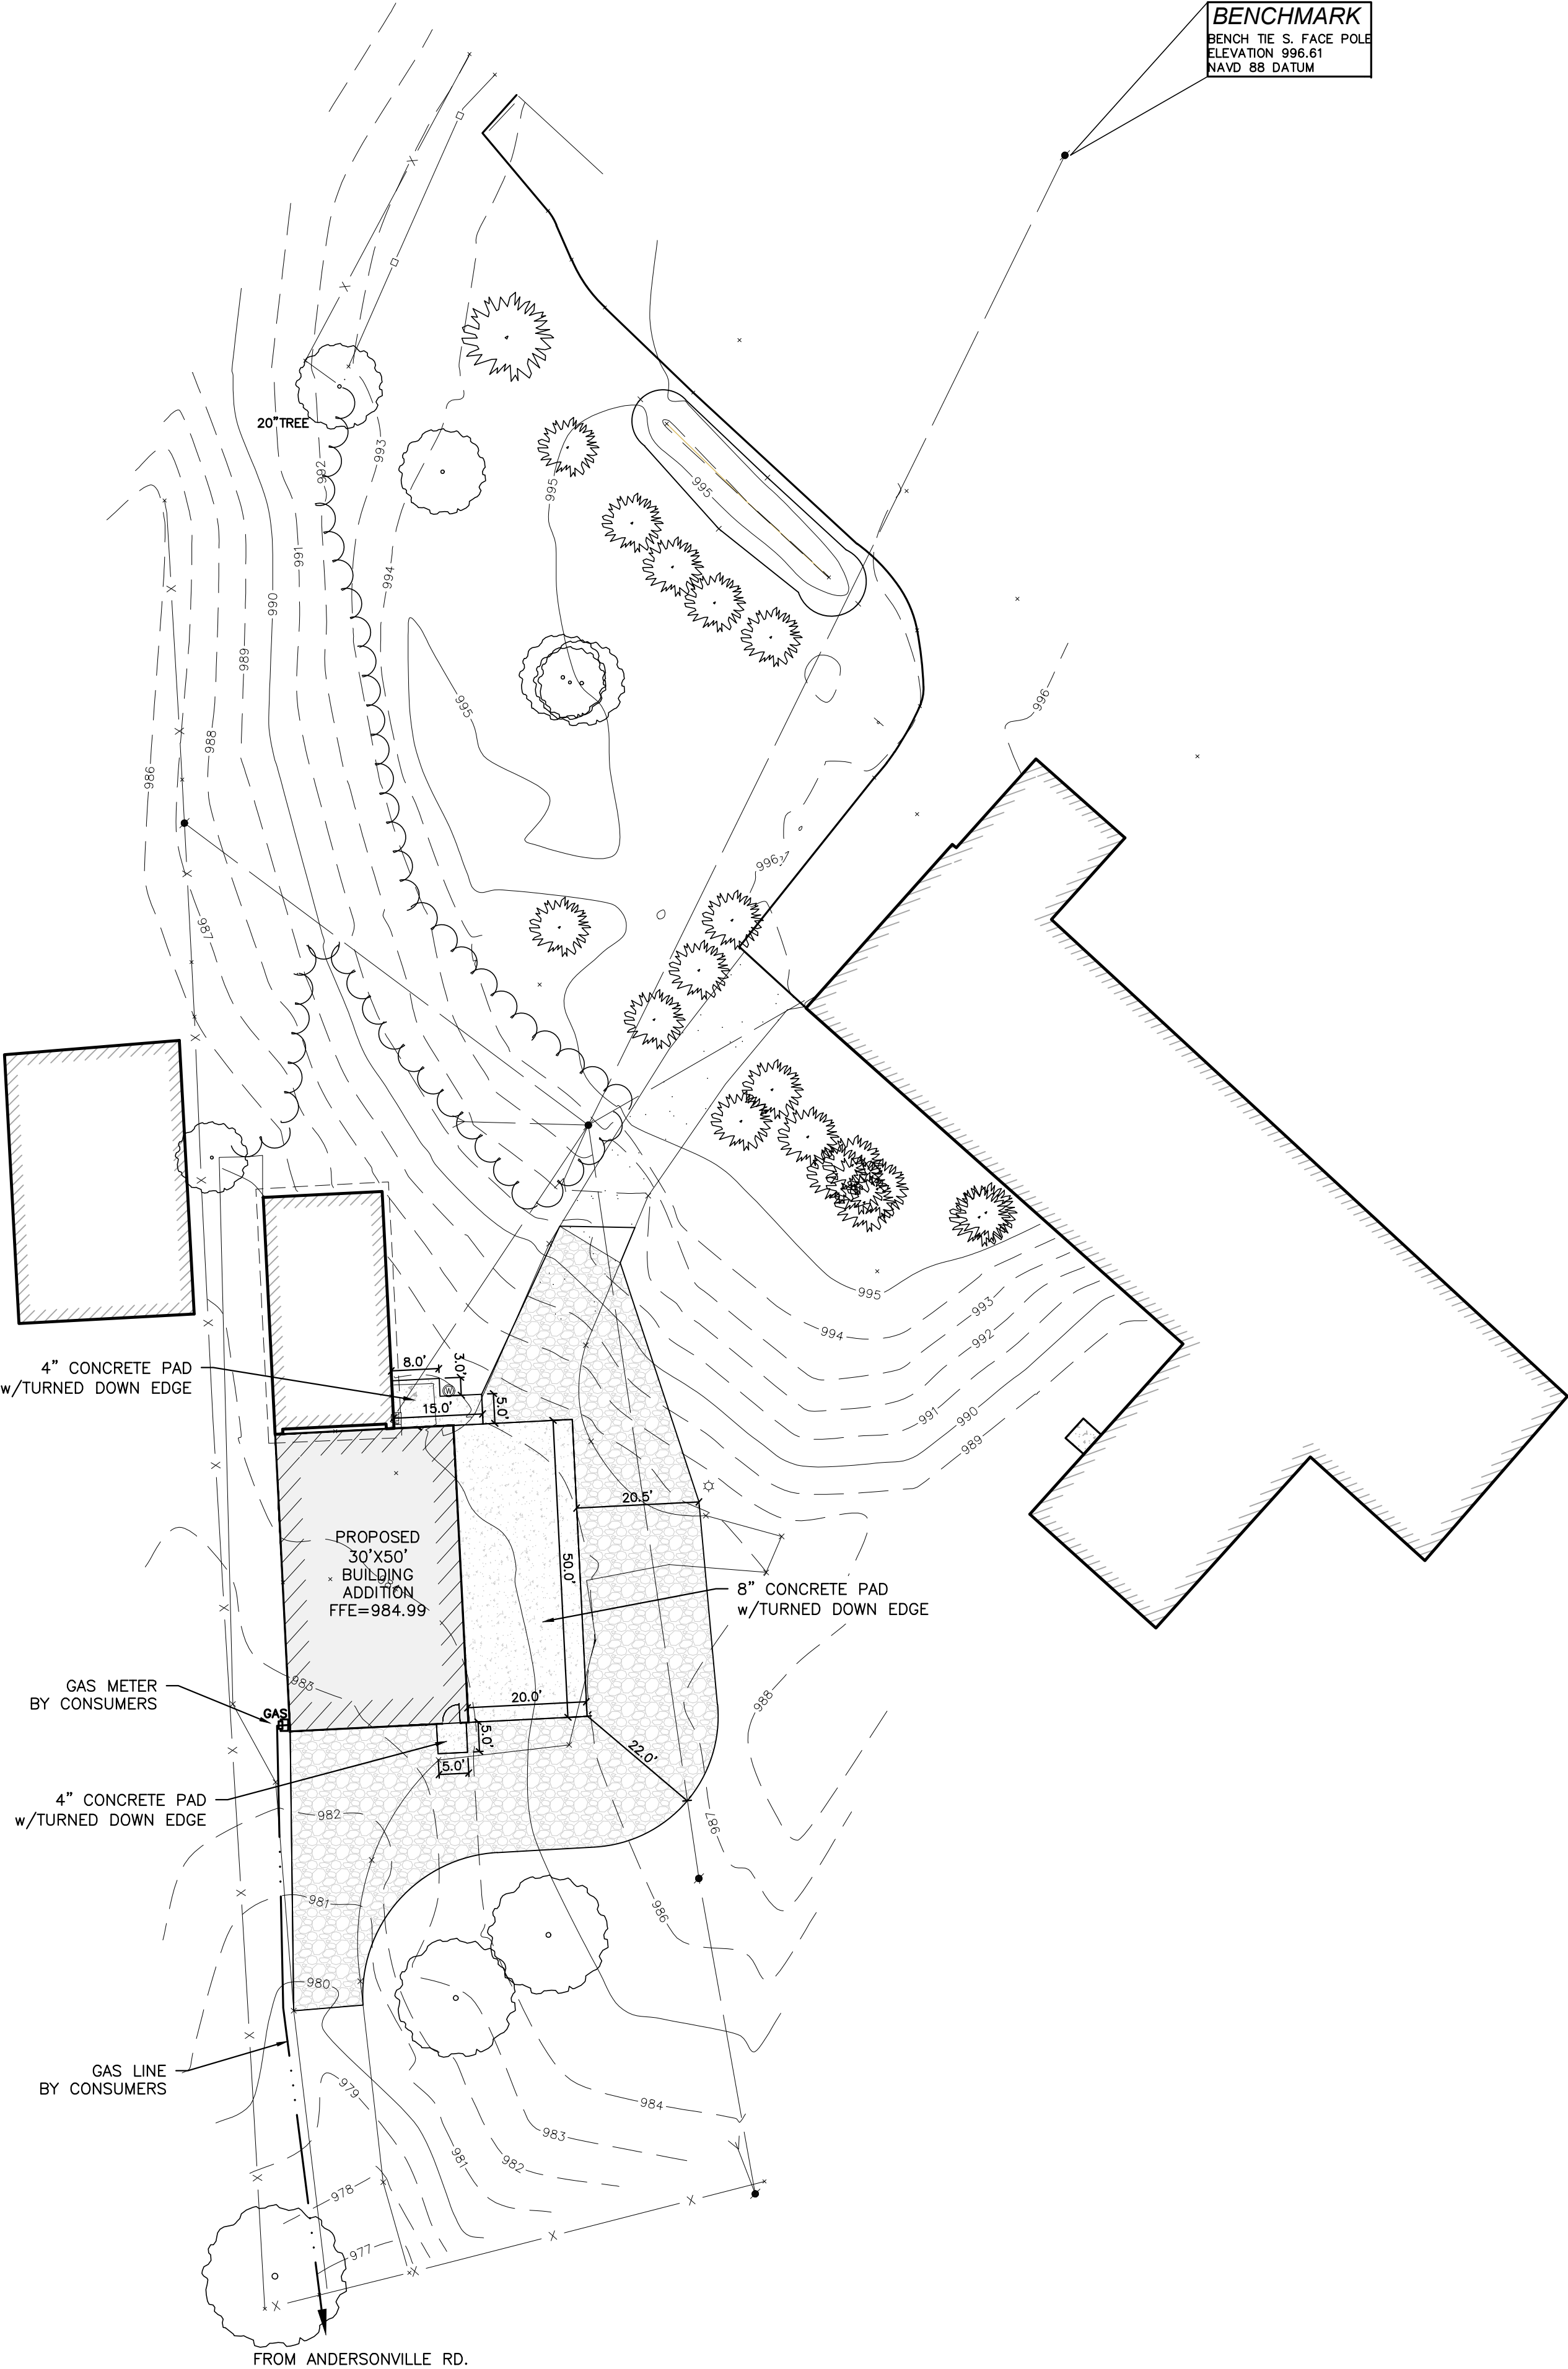 BENCHMARK
BENCH TIE S. FACE POLE
ELEVATION 996.61
NAVD 88 DATUM
20"TREE
992
993
995
995
991
994
990
989
995
996
988
986
996
987
995
993
994
992
4" CONCRETE PAD
w/TURNED DOWN EDGE
8.0'
3.0'
W
15.0'
5.0'
991
990
989
20.5'
PROPOSED
30'X50'
BUILDING
ADDITION
FFE=984.99
50.0'
8" CONCRETE PAD
w/TURNED DOWN EDGE
GAS METER
BY CONSUMERS
983
988
20.0'
GAS
5.0'
22.0'
5.0'
4" CONCRETE PAD
w/TURNED DOWN EDGE
982
987
981
986
980
GAS LINE
BY CONSUMERS
979
984
983
981
982
978
977
FROM ANDERSONVILLE RD.